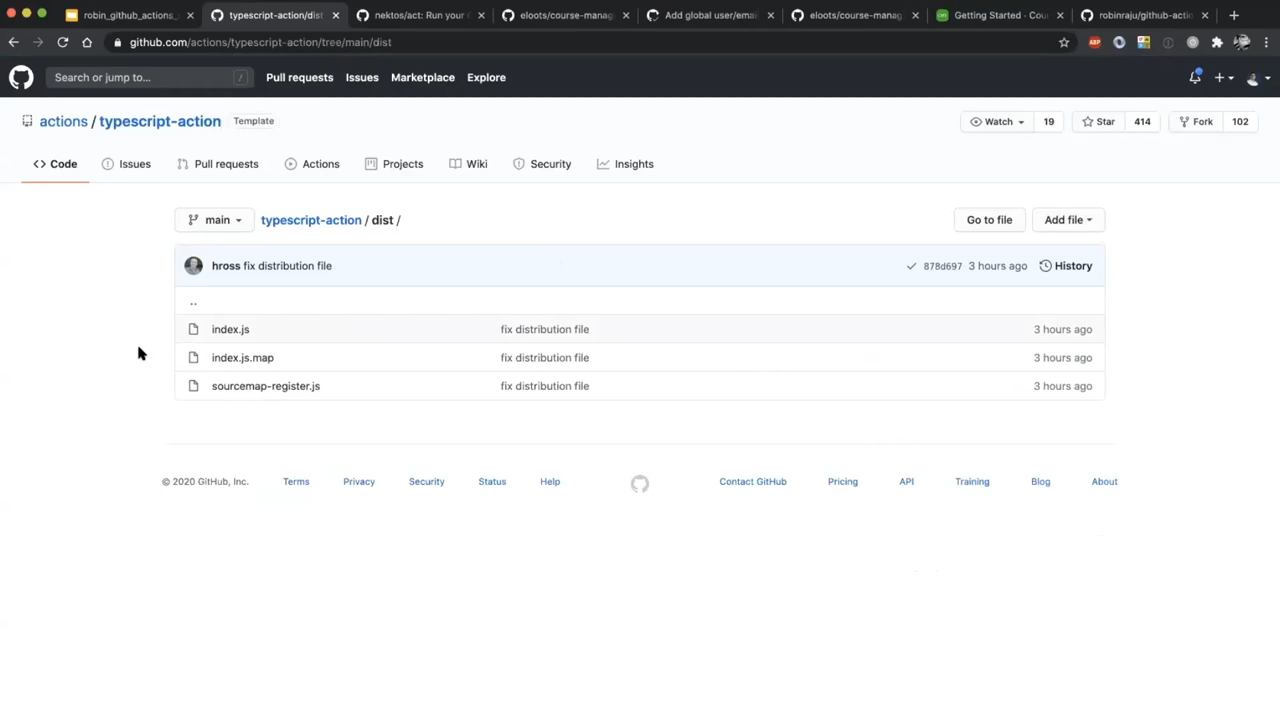 robin_github_actions_
typescript-action/dist
nektos/act: Run your
eloots/course-manag
Add global user/emai
eloots/course-manag
Getting Started · Cou
robinraju/github-actio
github.com/actions/typescript-action/tree/main/dist
ABP
Search or jump to... /
Pull requests
Issues
Marketplace
Explore
actions / typescript-action Template
Watch 19
Star 414
Fork 102
Code
Issues
Pull requests
Actions
Projects
Wiki
Security
Insights
main
typescript-action / dist /
Go to file
Add file
hross fix distribution file
878d697 3 hours ago
History
..
index.js fix distribution file 3 hours ago
index.js.map fix distribution file 3 hours ago
sourcemap-register.js fix distribution file 3 hours ago
© 2020 GitHub, Inc. Terms Privacy Security Status Help Contact GitHub Pricing API Training Blog About